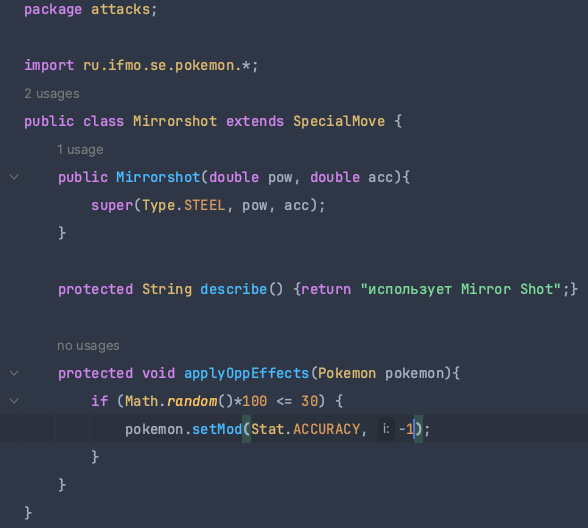 package attacks;
import ru.ifmo.se.pokemon.*;
2 usages
public class Mirrorshot extends SpecialMove {
1 usage
public Mirrorshot(double pow, double acc){
super(Type.STEEL, pow, acc);
}
protected String describe() {return "использует Mirror Shot";}
no usages
protected void applyOppEffects(Pokemon pokemon){
if (Math.random()*100 <= 30) {
pokemon.setMod(Stat.ACCURACY, i: -1);
}
}
}